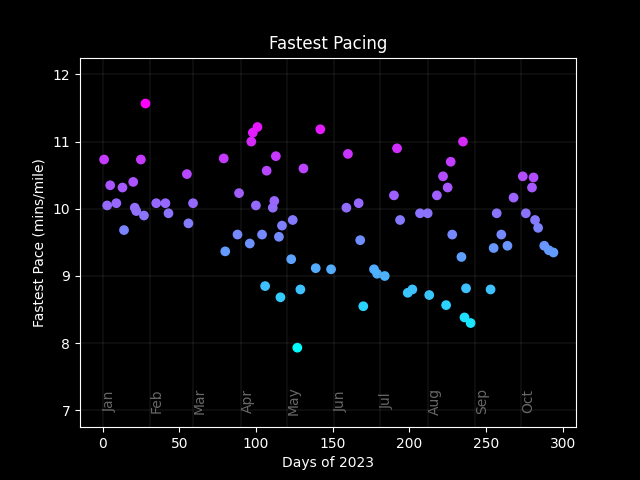 Fastest Pacing
Fastest Pace (mins/mile)
12
11
10
9
8
7
Jan
Feb
Mar
Apr
May
Jun
Jul
Aug
Sep
Oct
0
50
100
150
200
250
300
Days of 2023